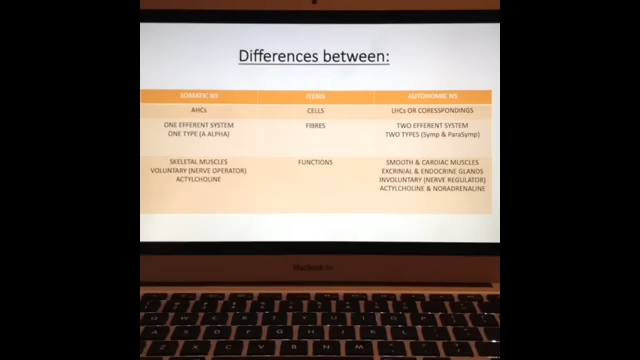 Differences between:
SOMATIC NS ITEMS AUTONOMIC NS
AHCs CELLS LHCs OR CORESSPONDINGS
ONE EFFERENT SYSTEM FIBRES TWO EFFERENT SYSTEM
ONE TYPE (A ALPHA) TWO TYPES (Symp & ParaSymp)
SKELETAL MUSCLES FUNCTIONS SMOOTH & CARDIAC MUSCLES
VOLUNTARY (NERVE OPERATOR) EXCRINIAL & ENDOCRINE GLANDS
ACTYLCHOLINE INVOLUNTARY (NERVE REGULATOR)
ACTYLCHOLINE & NORADRENALINE
MacBook Air